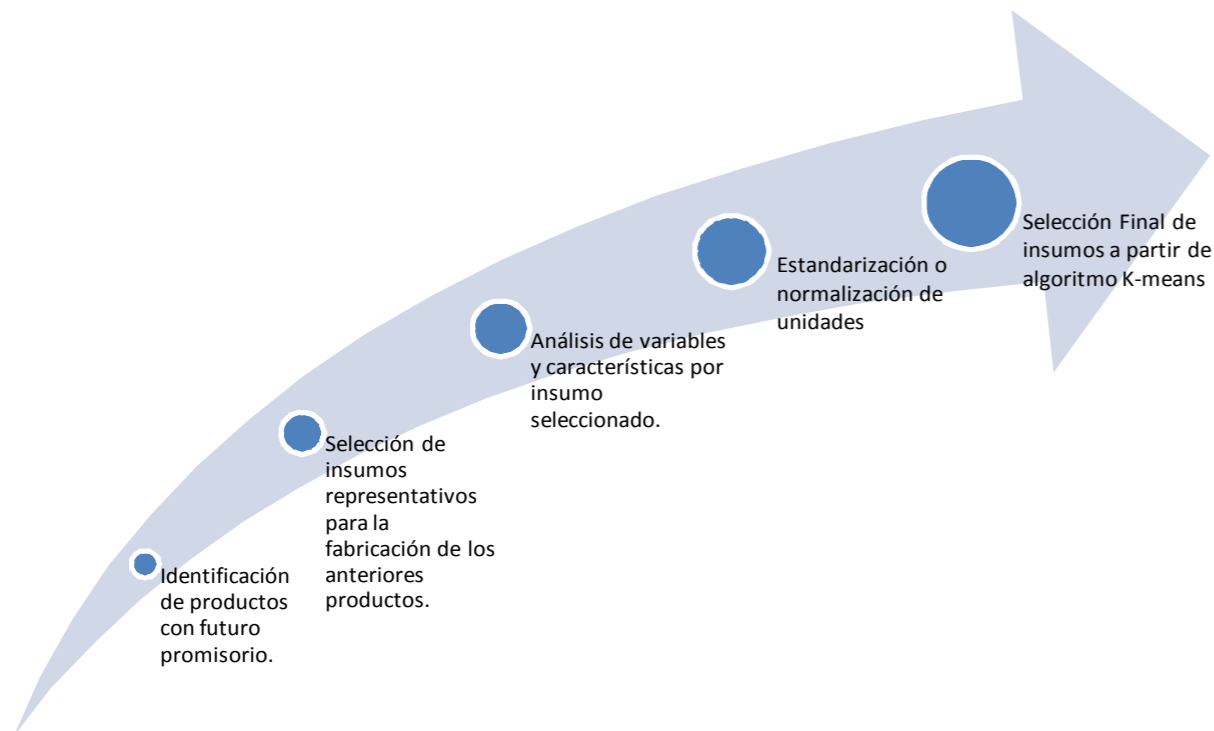 Identificación
de productos
con futuro
promisorio.
Selección de
insumos
representativos
para la
fabricación de los
anteriores
productos.
Análisis de variables
y características por
insumo
seleccionado.
Estandarización o
normalización de
unidades
Selección Final de
insumos a partir de
algoritmo K-means